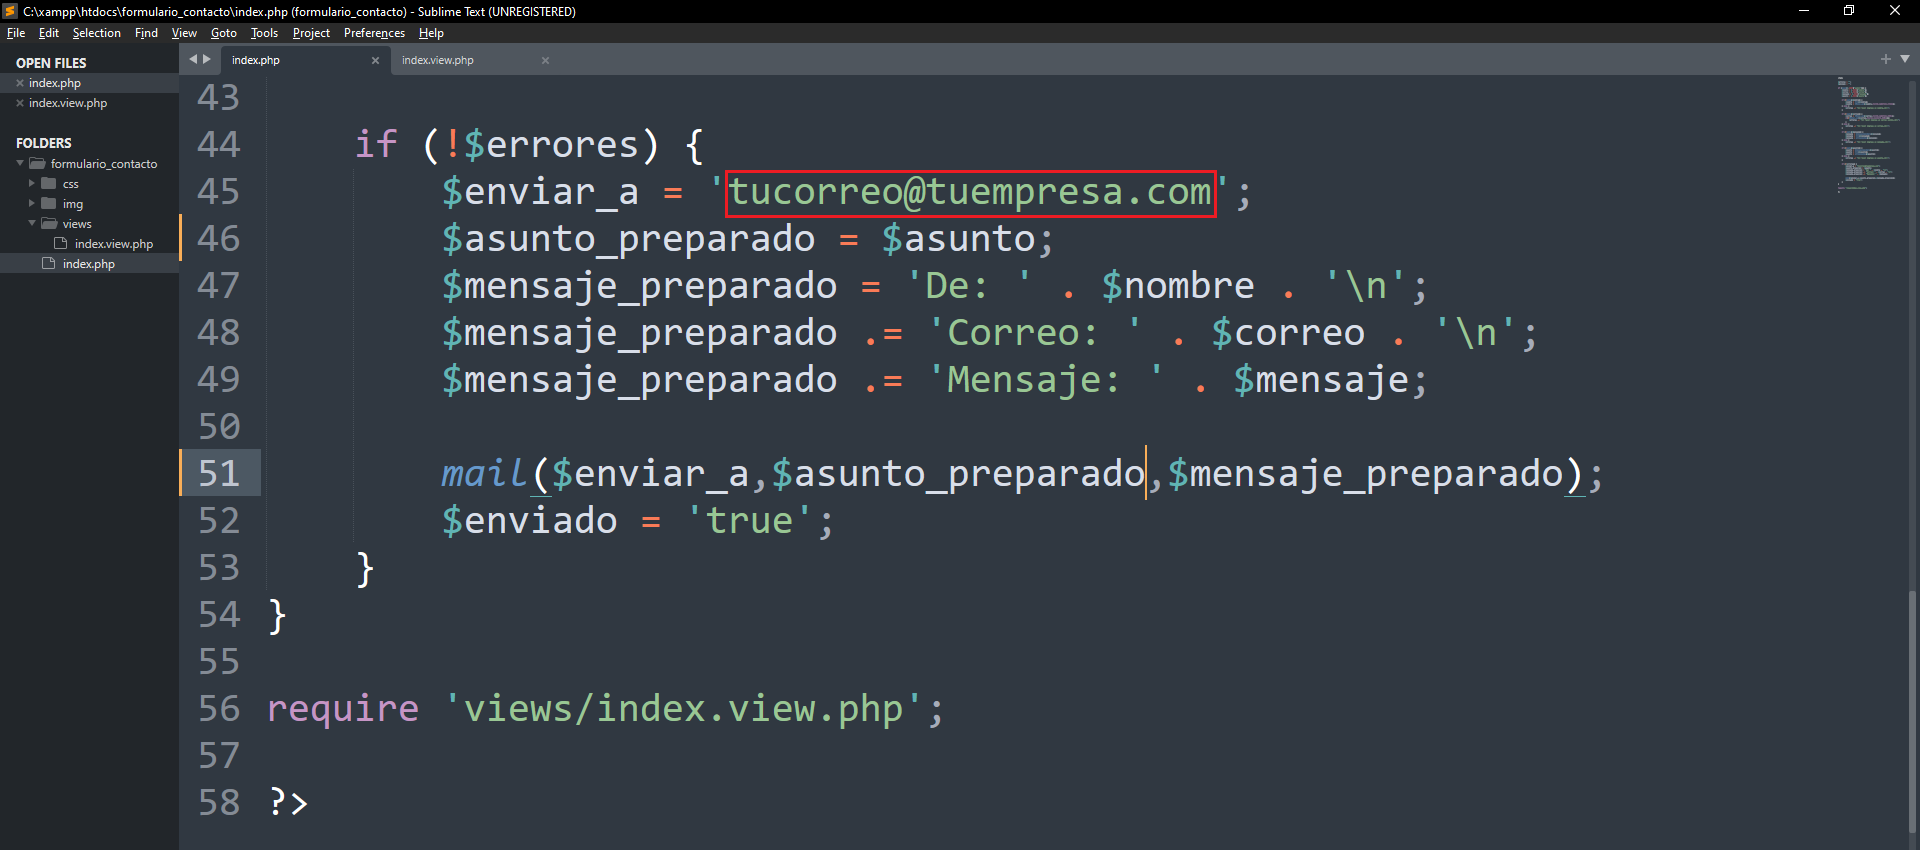 C:\xampp\htdocs\formulario_contacto\index.php (formulario_contacto) - Sublime Text (UNREGISTERED)
File Edit Selection Find View Goto Tools Project Preferences Help
OPEN FILES
index.php
index.view.php
FOLDERS
formulario_contacto
css
img
views
index.view.php
index.php
index.php
index.view.php
43
44 if (!$errores) {
45 $enviar_a = 'tucorreo@tuempresa.com';
46 $asunto_preparado = $asunto;
47 $mensaje_preparado = 'De: ' . $nombre . '\n';
48 $mensaje_preparado .= 'Correo: ' . $correo . '\n';
49 $mensaje_preparado .= 'Mensaje: ' . $mensaje;
50
51 mail($enviar_a,$asunto_preparado,$mensaje_preparado);
52 $enviado = 'true';
53 }
54 }
55
56 require 'views/index.view.php';
57
58 ?>